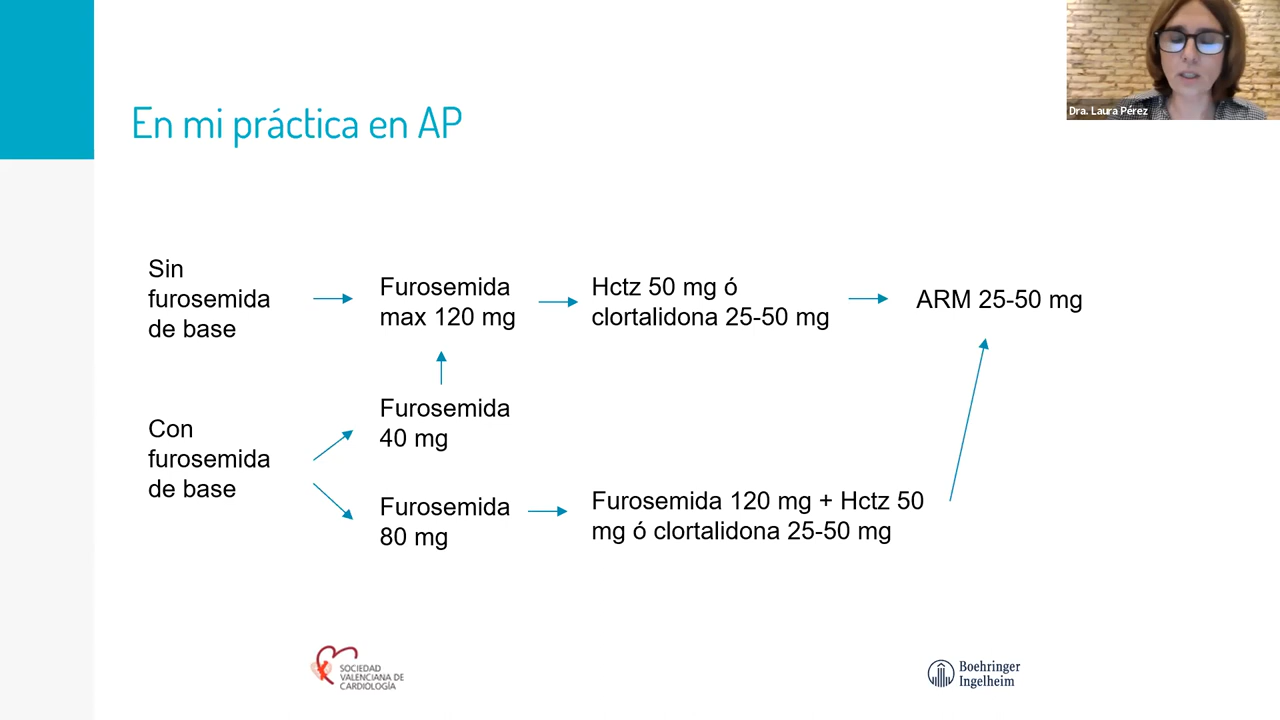 Dra. Laura Pérez
En mi práctica en AP
Sin
furosemida
de base
Furosemida
max 120 mg
Hctz 50 mg ó
clortalidona 25-50 mg
ARM 25-50 mg
Con
furosemida
de base
Furosemida
40 mg
Furosemida
80 mg
Furosemida 120 mg + Hctz 50
mg ó clortalidona 25-50 mg
SOCIEDAD
VALENCIANA DE
CARDIOLOGÍA
Boehringer
Ingelheim